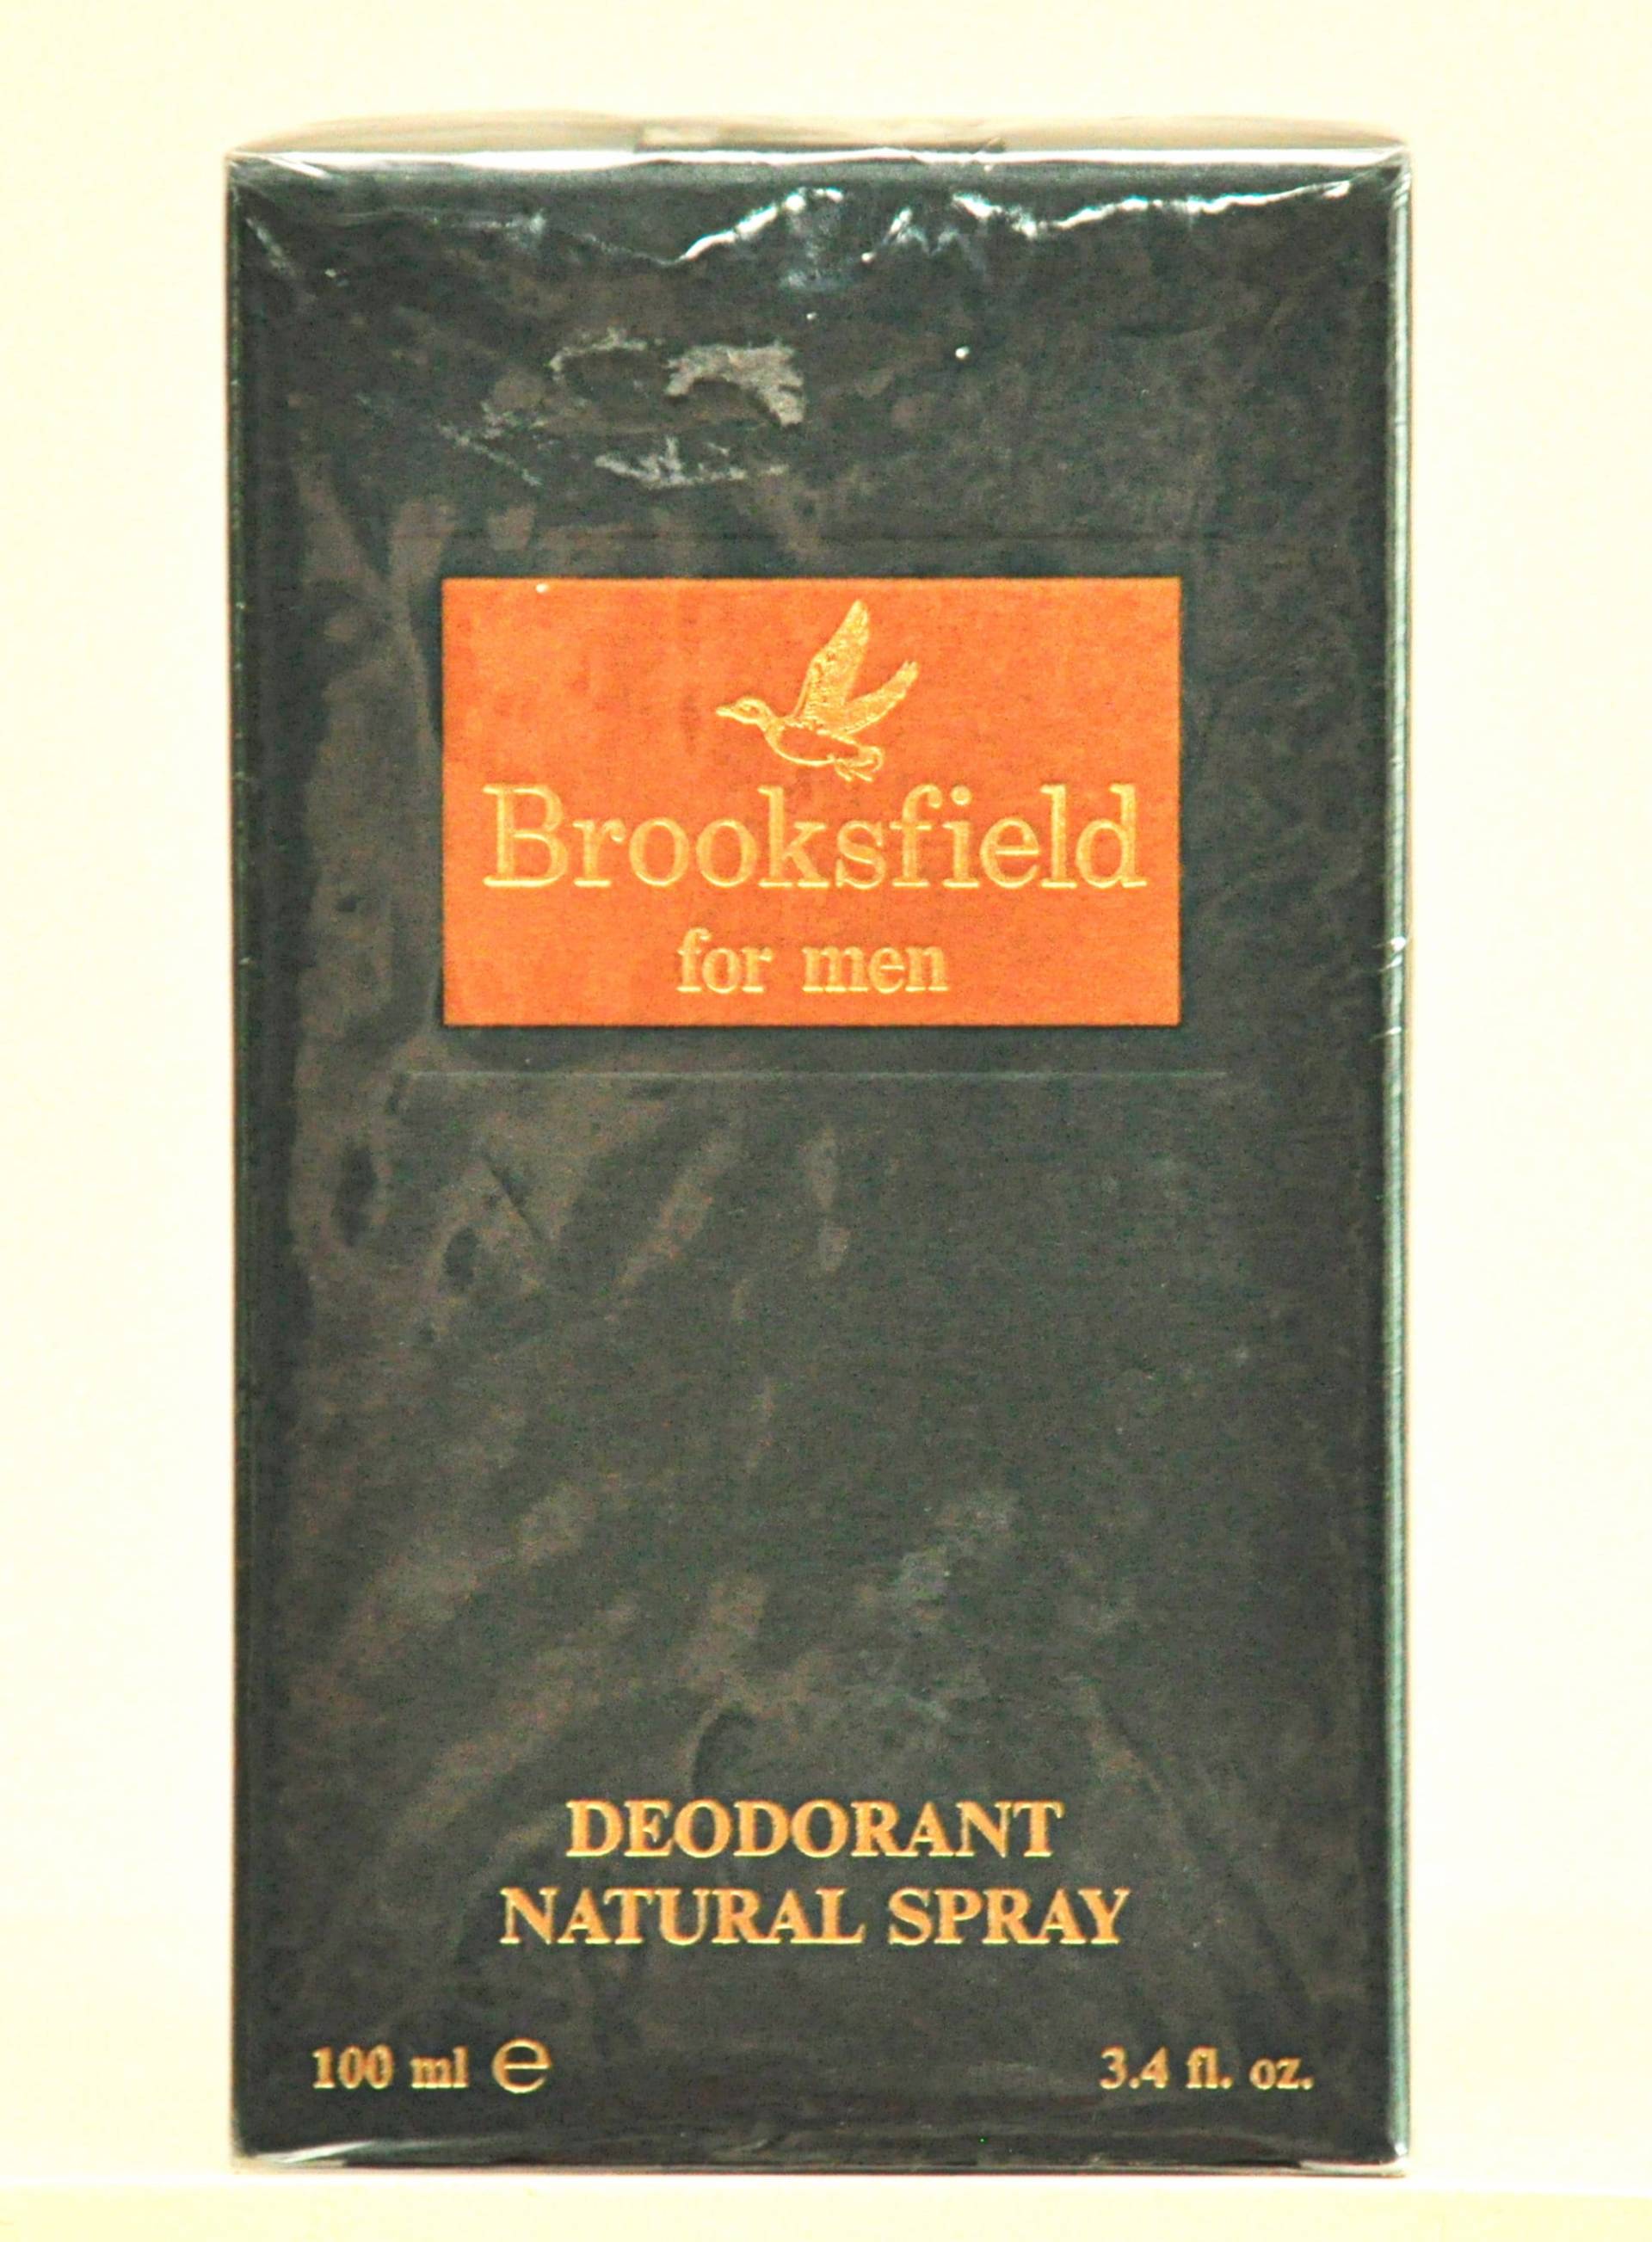 Brooksfield
for men
DEODORANT
NATURAL SPRAY
100 ml ℮
3.4 fl. oz.